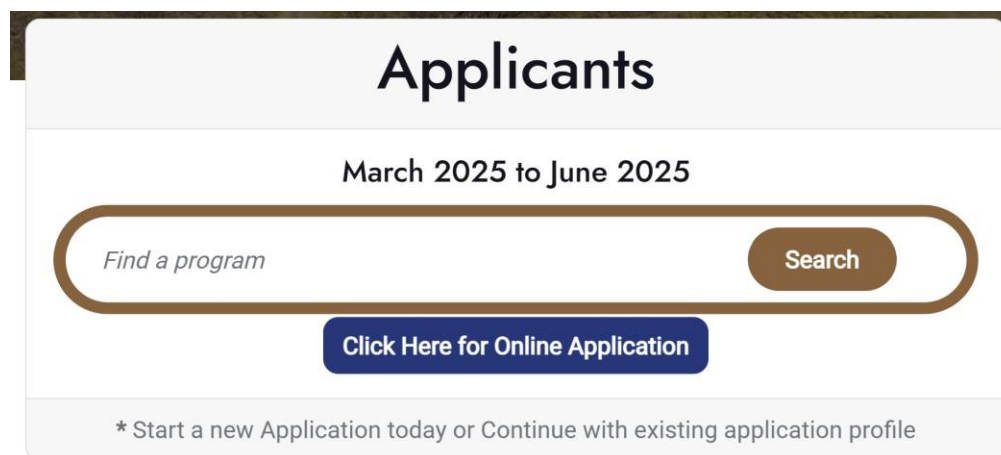 Applicants
March 2025 to June 2025
Find a program
Search
Click Here for Online Application
* Start a new Application today or Continue with existing application profile